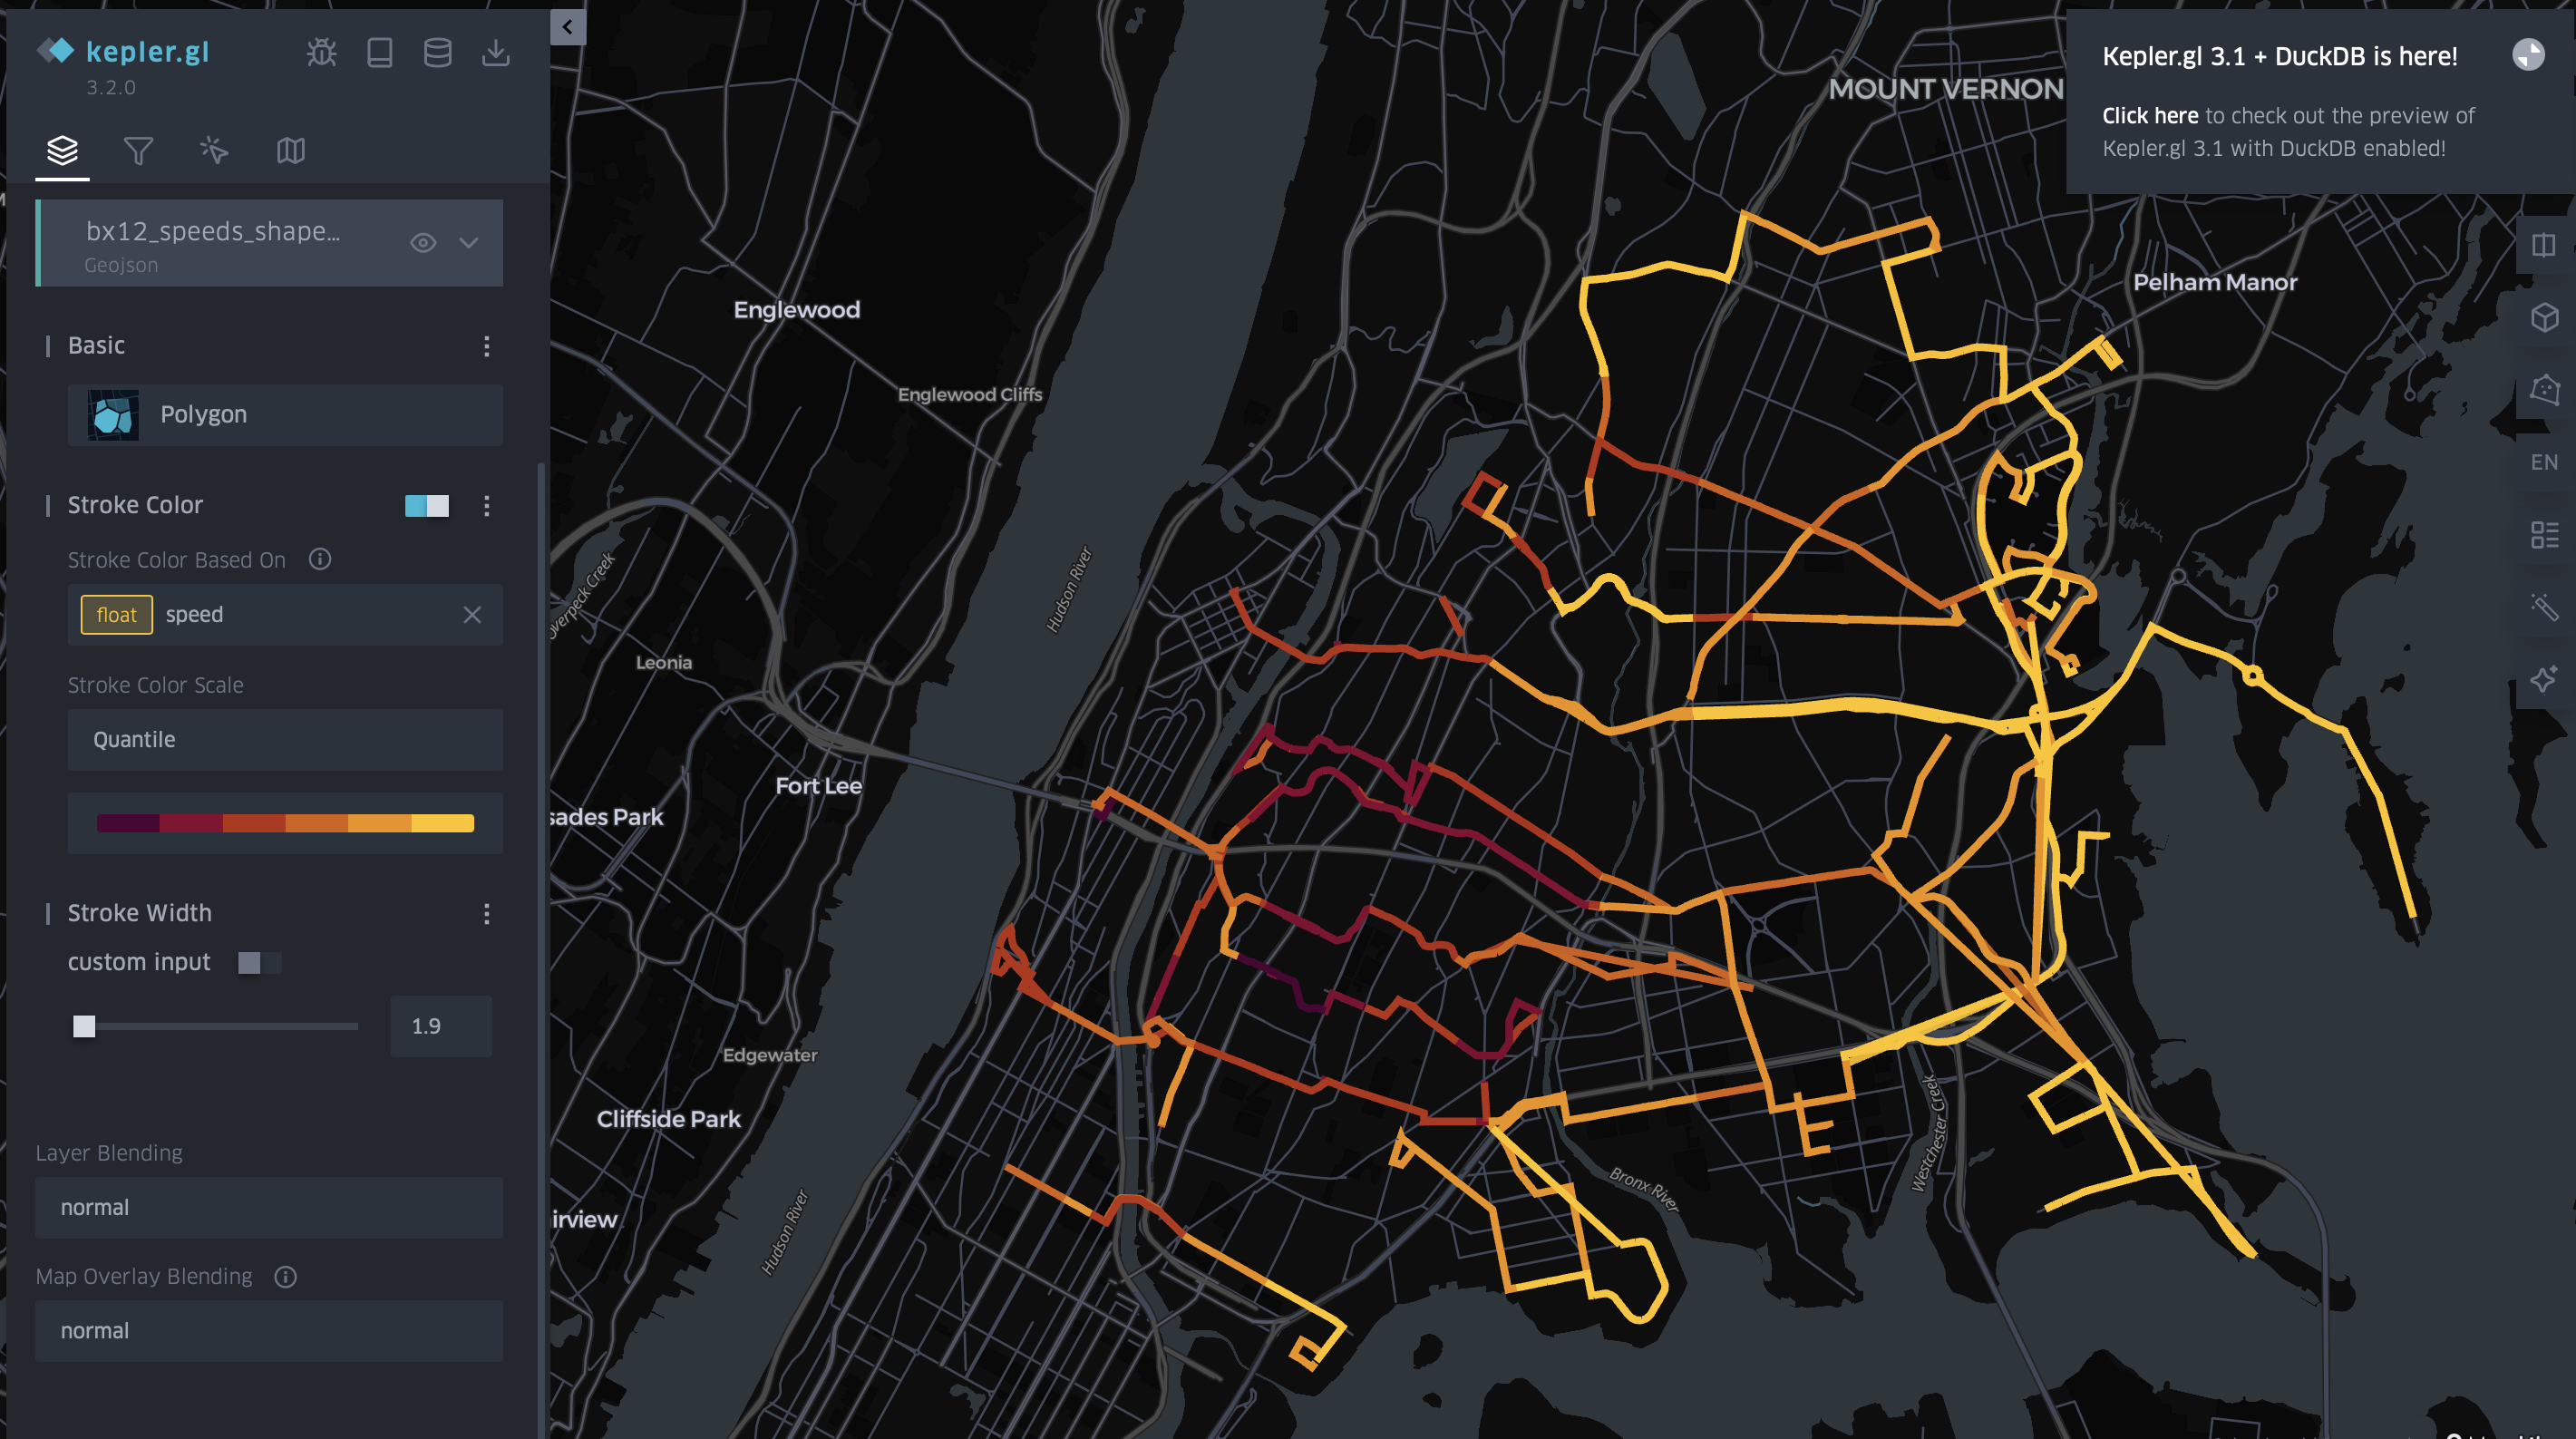 kepler.gl
3.2.0
bx12_speeds_shape...
Geojson
Basic
Polygon
Stroke Color
Stroke Color Based On
float speed
Stroke Color Scale
Quantile
Stroke Width
custom input
1.9
Layer Blending
normal
Map Overlay Blending
normal
Kepler.gl 3.1 + DuckDB is here!
Click here to check out the preview of
Kepler.gl 3.1 with DuckDB enabled!
EN
MOUNT VERNON
Pelham Manor
Englewood
Englewood Cliffs
Overpeck Creek
Hudson River
Leonia
Fort Lee
sades Park
Edgewater
Cliffside Park
Hudson River
irview
Bronx River
Westchester Creek